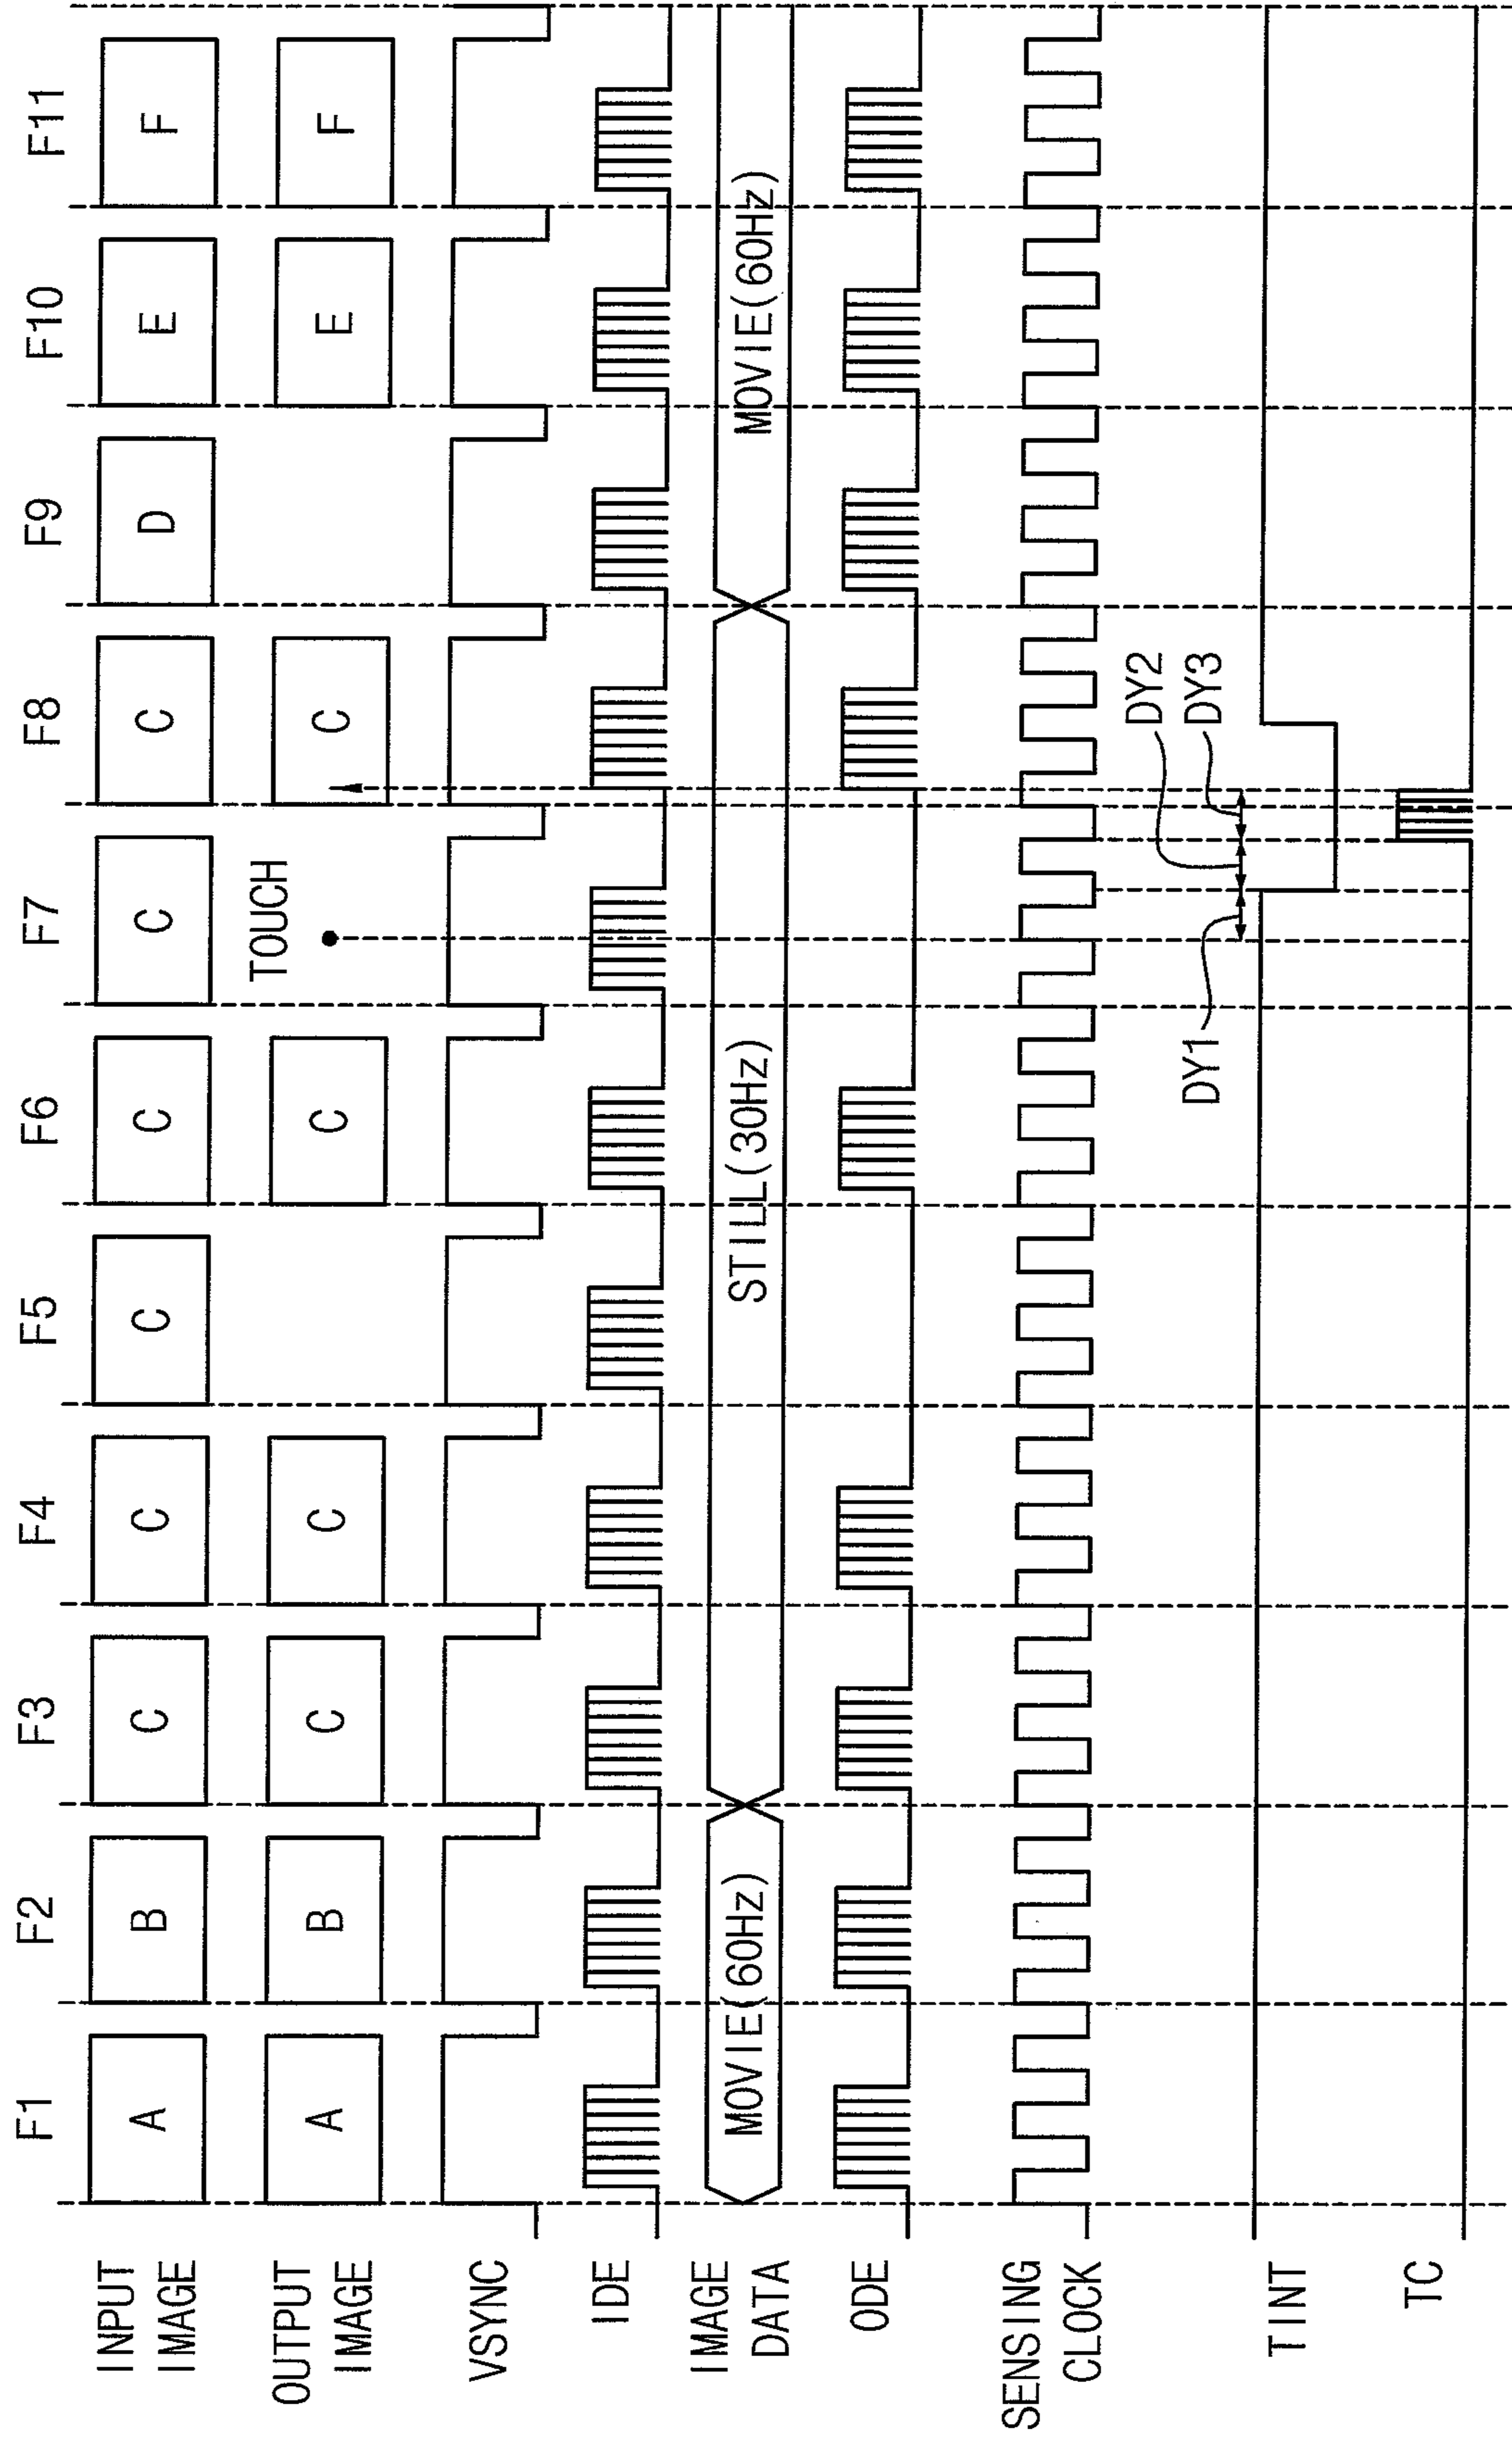 F1 F2 F3 F4 F5 F6 F7 F8 F9 F10 F11
INPUT
IMAGE
A B C C C C C C D E F
OUTPUT
IMAGE
A B C C C TOUCH C E F
VSYNC
IDE
IMAGE
DATA
MOVIE(60Hz) STILL(30Hz) MOVIE(60Hz)
ODE
SENSING
CLOCK
DY1 DY2
DY3
TINT
TC